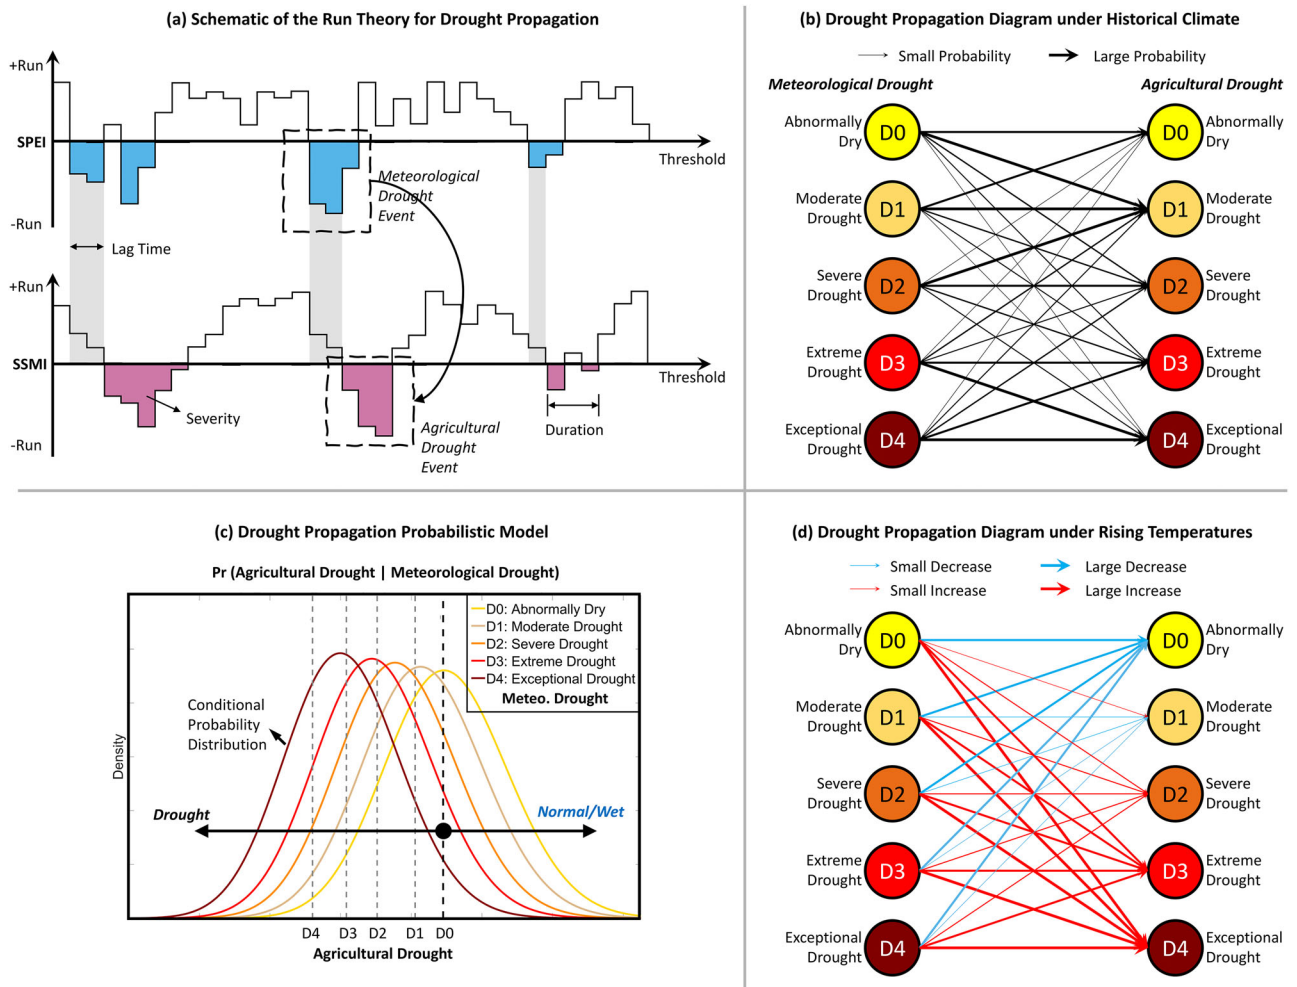 (a) Schematic of the Run Theory for Drought Propagation
+Run
SPEI
Threshold
-Run
Meteorological
Drought
Event
Lag Time
+Run
SSMI
Threshold
-Run
Severity
Agricultural
Drought
Event
Duration
(b) Drought Propagation Diagram under Historical Climate
Small Probability
Large Probability
Meteorological Drought
Agricultural Drought
Abnormally
Dry
D0
D0
Abnormally
Dry
Moderate
Drought
D1
D1
Moderate
Drought
Severe
Drought
D2
D2
Severe
Drought
Extreme
Drought
D3
D3
Extreme
Drought
Exceptional
Drought
D4
D4
Exceptional
Drought
(c) Drought Propagation Probabilistic Model
Pr (Agricultural Drought | Meteorological Drought)
D0: Abnormally Dry
D1: Moderate Drought
D2: Severe Drought
D3: Extreme Drought
D4: Exceptional Drought
Meteo. Drought
Conditional
Probability
Distribution
Density
Drought
Normal/Wet
D4
D3
D2
D1
D0
Agricultural Drought
(d) Drought Propagation Diagram under Rising Temperatures
Small Decrease
Large Decrease
Small Increase
Large Increase
Abnormally
Dry
D0
D0
Abnormally
Dry
Moderate
Drought
D1
D1
Moderate
Drought
Severe
Drought
D2
D2
Severe
Drought
Extreme
Drought
D3
D3
Extreme
Drought
Exceptional
Drought
D4
D4
Exceptional
Drought